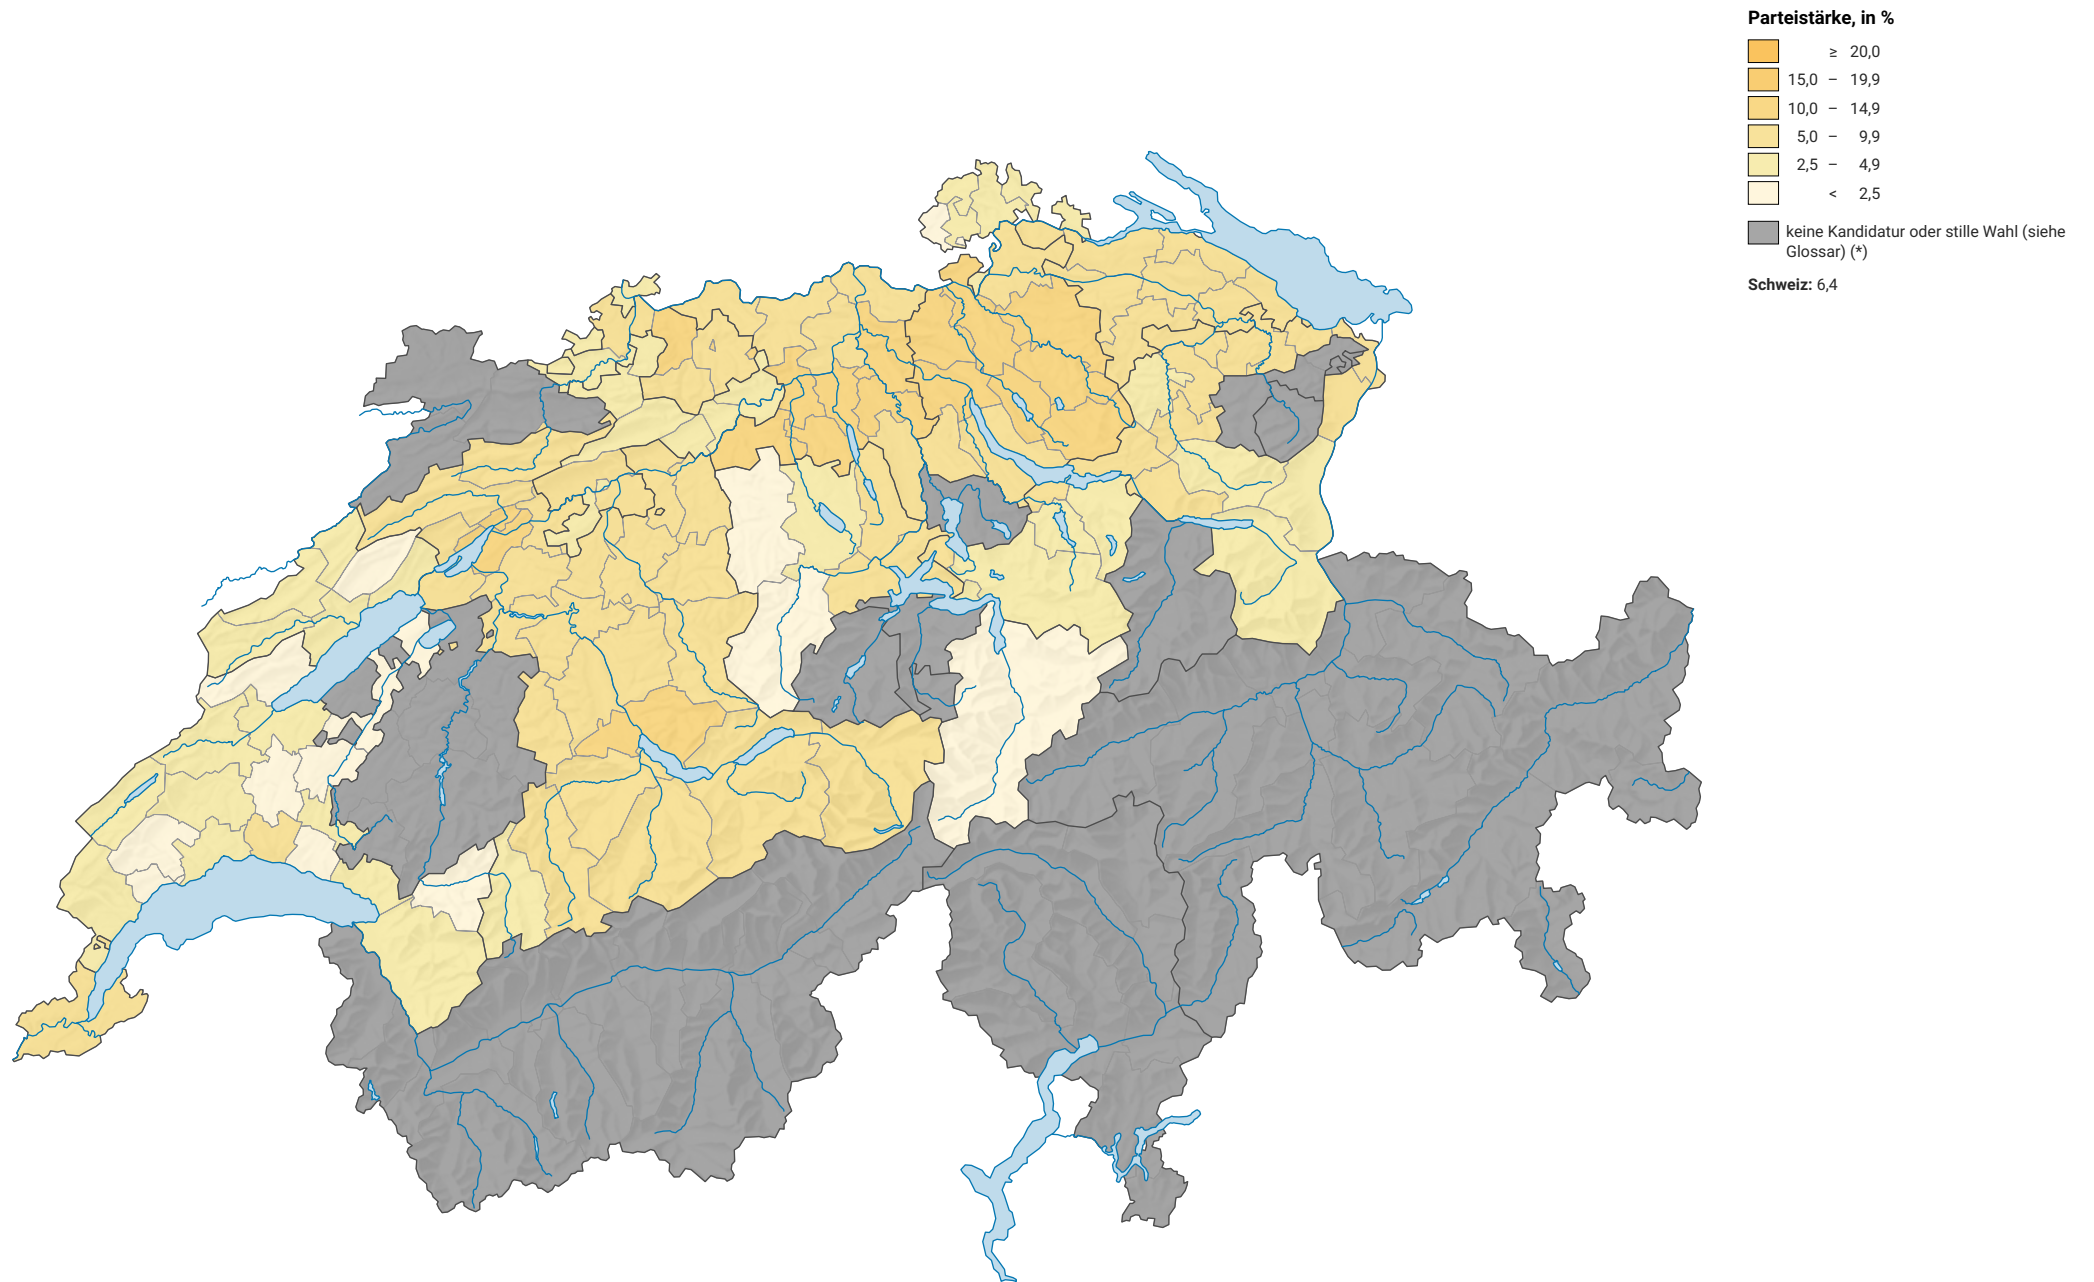 Parteistärke, in %
≥ 20,0
15,0 – 19,9
10,0 – 14,9
5,0 – 9,9
2,5 – 4,9
< 2,5
keine Kandidatur oder stille Wahl (siehe
Glossar) (*)
Schweiz: 6,4